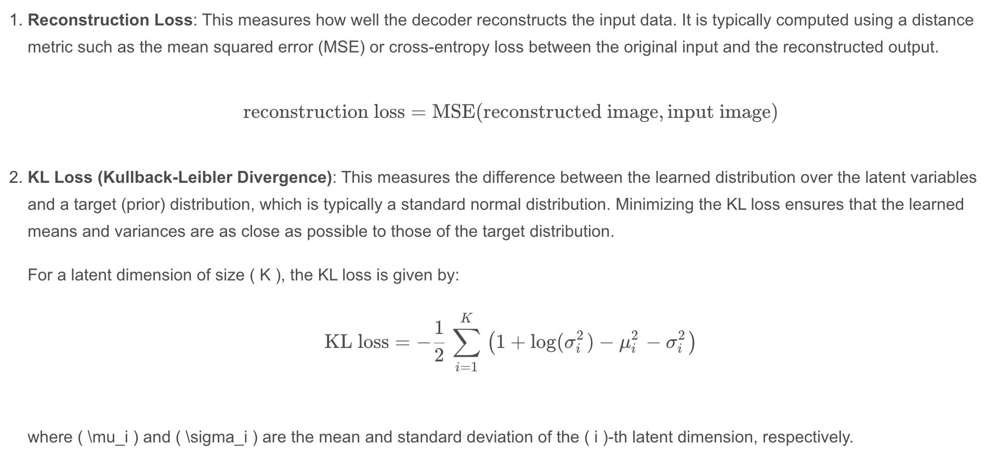 1. Reconstruction Loss: This measures how well the decoder reconstructs the input data. It is typically computed using a distance
metric such as the mean squared error (MSE) or cross-entropy loss between the original input and the reconstructed output.
reconstruction loss = MSE(reconstructed image, input image)
2. KL Loss (Kullback-Leibler Divergence): This measures the difference between the learned distribution over the latent variables
and a target (prior) distribution, which is typically a standard normal distribution. Minimizing the KL loss ensures that the learned
means and variances are as close as possible to those of the target distribution.
For a latent dimension of size ( K ), the KL loss is given by:
KL loss = -\frac{1}{2} \sum_{i=1}^{K} (1 + \log(\sigma_i^2) - \mu_i^2 - \sigma_i^2)
where ( \mu_i ) and ( \sigma_i ) are the mean and standard deviation of the ( i )-th latent dimension, respectively.